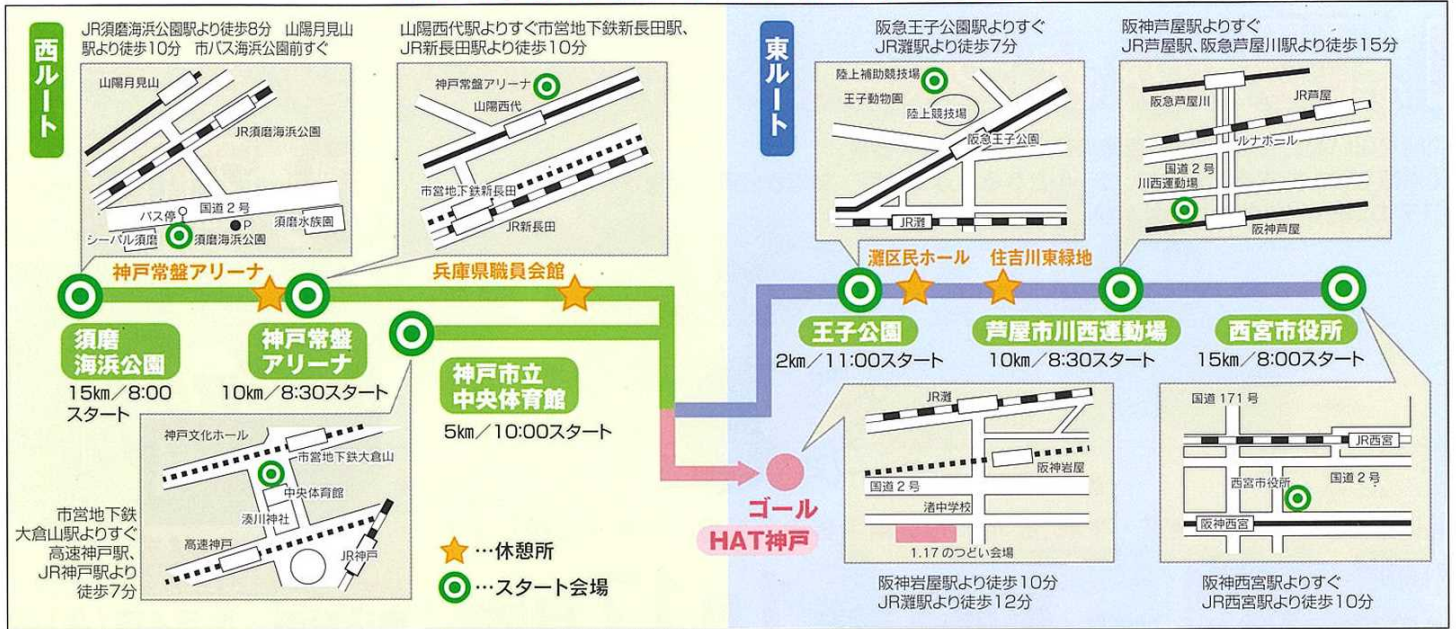 西ルート
JR須磨海浜公園駅より徒歩8分　山陽月見山
駅より徒歩10分　市バス海浜公園前すぐ
山陽月見山
JR須磨海浜公園
国道2号
バス停
P
須磨水族園
シーパル須磨
須磨海浜公園
山陽西代駅よりすぐ市営地下鉄新長田駅、
JR新長田駅より徒歩10分
神戸常盤アリーナ
山陽西代
市営地下鉄新長田
JR新長田
神戸常盤アリーナ
兵庫県職員会館
須磨
海浜公園
15km／8:00
スタート
神戸常盤
アリーナ
10km／8:30スタート
神戸市立
中央体育館
5km／10:00スタート
神戸文化ホール
市営地下鉄大倉山
中央体育館
湊川神社
高速神戸
JR神戸
市営地下鉄
大倉山駅よりすぐ
高速神戸駅、
JR神戸駅より
徒歩7分
…休憩所
…スタート会場
東ルート
阪急王子公園駅よりすぐ
JR灘駅より徒歩7分
陸上補助競技場
王子動物園
陸上競技場
阪急王子公園
JR灘
阪神芦屋駅よりすぐ
JR芦屋駅、阪急芦屋川駅より徒歩15分
阪急芦屋川
JR芦屋
ルナホール
国道2号
川西運動場
阪神芦屋
灘区民ホール
住吉川東緑地
王子公園
2km／11:00スタート
芦屋市川西運動場
10km／8:30スタート
西宮市役所
15km／8:00スタート
ゴール
HAT神戸
JR灘
阪神岩屋
国道2号
渚中学校
1.17のつどい会場
阪神岩屋駅より徒歩10分
JR灘駅より徒歩12分
国道171号
JR西宮
西宮市役所
国道2号
阪神西宮
阪神西宮駅よりすぐ
JR西宮駅より徒歩10分